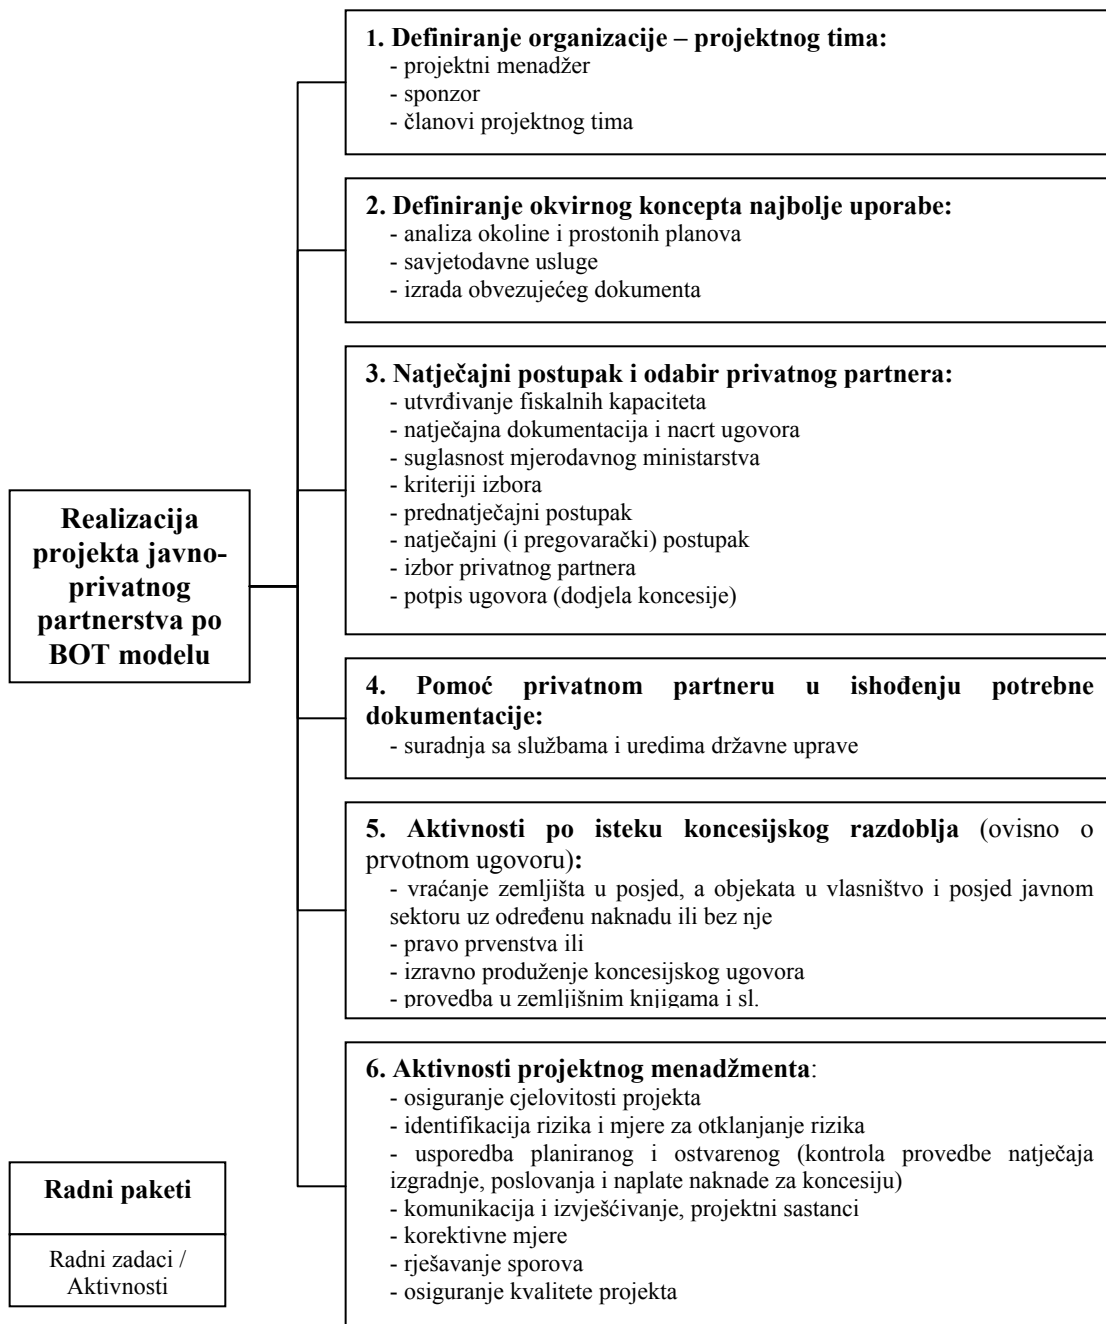 1. Definiranje organizacije – projektnog tima:
- projektni menadžer
- sponzor
- članovi projektnog tima
2. Definiranje okvirnog koncepta najbolje uporabe:
- analiza okoline i prostonih planova
- savjetodavne usluge
- izrada obvezujećeg dokumenta
3. Natječajni postupak i odabir privatnog partnera:
- utvrđivanje fiskalnih kapaciteta
- natječajna dokumentacija i nacrt ugovora
- suglasnost mjerodavnog ministarstva
- kriteriji izbora
- prednatječajni postupak
- natječajni (i pregovarački) postupak
- izbor privatnog partnera
- potpis ugovora (dodjela koncesije)
Realizacija
projekta javno-
privatnog
partnerstva po
BOT modelu
4. Pomoć privatnom partneru u ishođenju potrebne
dokumentacije:
- suradnja sa službama i uredima državne uprave
5. Aktivnosti po isteku koncesijskog razdoblja (ovisno o
prvotnom ugovoru):
- vraćanje zemljišta u posjed, a objekata u vlasništvo i posjed javnom
sektoru uz određenu naknadu ili bez nje
- pravo prvenstva ili
- izravno produženje koncesijskog ugovora
- provedba u zemljišnim knjigama i sl.
6. Aktivnosti projektnog menadžmenta:
- osiguranje cjelovitosti projekta
- identifikacija rizika i mjere za otklanjanje rizika
- usporedba planiranog i ostvarenog (kontrola provedbe natječaja
izgradnje, poslovanja i naplate naknade za koncesiju)
- komunikacija i izvješćivanje, projektni sastanci
- korektivne mjere
- rješavanje sporova
- osiguranje kvalitete projekta
Radni paketi
Radni zadaci /
Aktivnosti